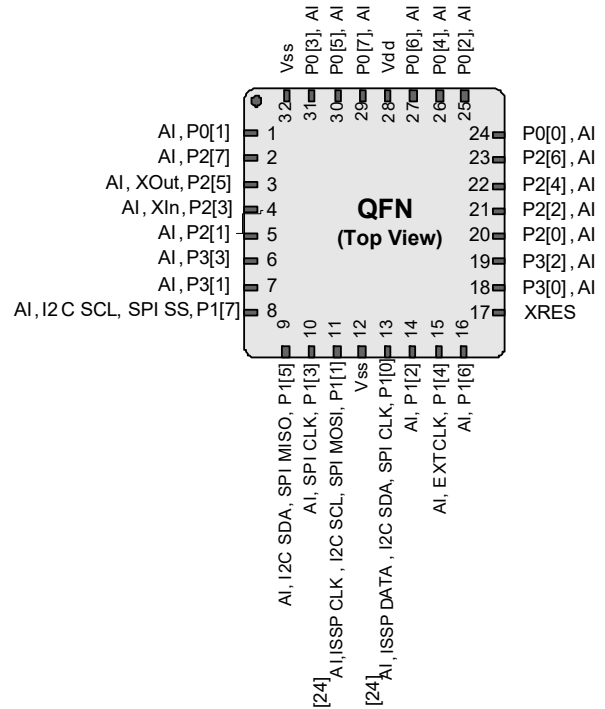 Vss
P0[3], AI
P0[5], AI
P0[7], AI
Vdd
P0[6], AI
P0[4], AI
P0[2], AI
32
31
30
29
28
27
26
25
AI, P0[1]
1
AI, P2[7]
2
AI, XOut, P2[5]
3
AI, XIn, P2[3]
4
AI, P2[1]
5
AI, P3[3]
6
AI, P3[1]
7
AI, I2C SCL, SPI SS, P1[7]
8
QFN
(Top View)
24
P0[0], AI
23
P2[6], AI
22
P2[4], AI
21
P2[2], AI
20
P2[0], AI
19
P3[2], AI
18
P3[0], AI
17
XRES
9
10
11
12
13
14
15
16
AI, I2C SDA, SPI MISO, P1[5]
AI, SPI CLK, P1[3]
[24]
AI,ISSP CLK , I2C SCL, SPI MOSI, P1[1]
Vss
[24]
AI,ISSP DATA , I2C SDA, SPI CLK, P1[0]
AI, P1[2]
AI, EXTCLK, P1[4]
AI, P1[6]